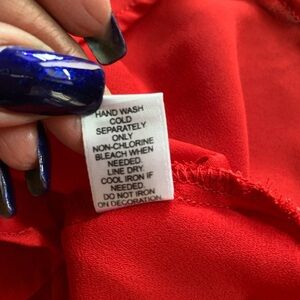 HAND WASH
COLD
SEPARATELY
ONLY
NON-CHLORINE
BLEACH WHEN
NEEDED.
LINE DRY
COOL IRON IF
NEEDED.
DO NOT IRON
ON DECORATION.